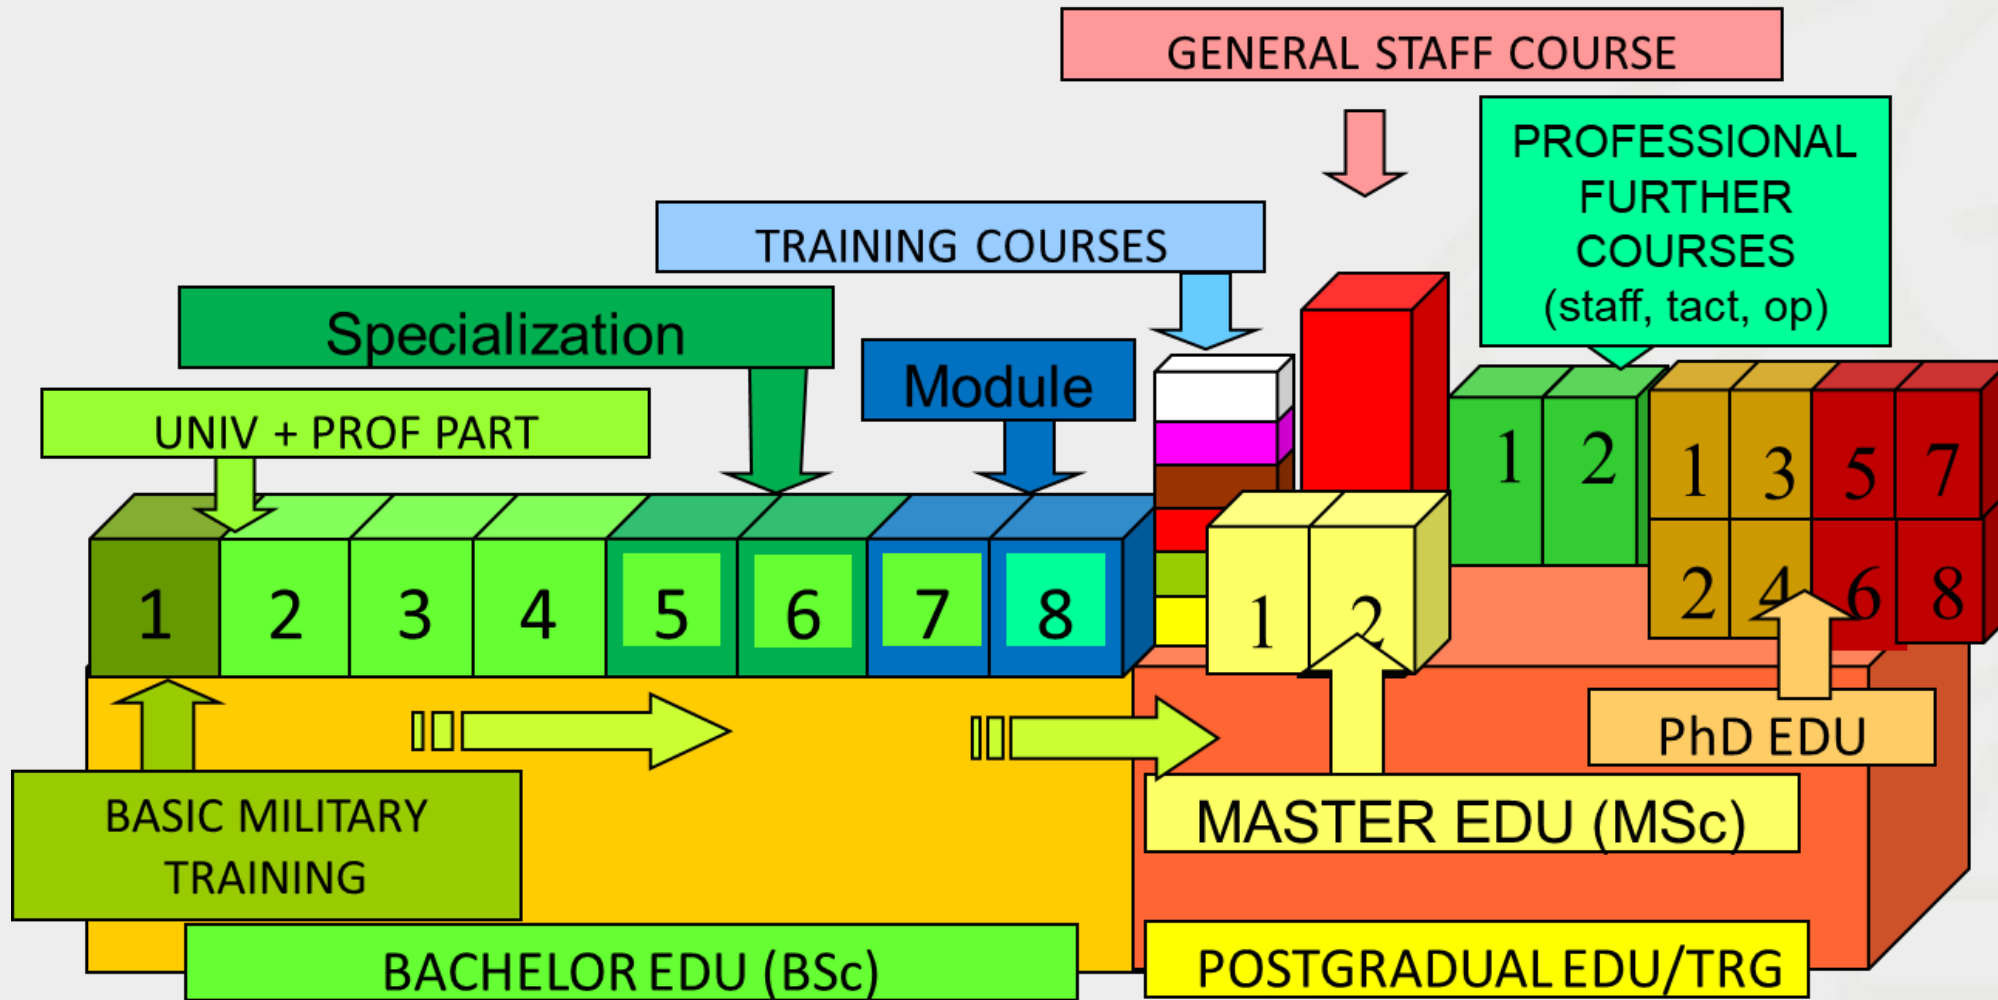 GENERAL STAFF COURSE
PROFESSIONAL
FURTHER
COURSES
(staff, tact, op)
TRAINING COURSES
Specialization
Module
UNIV + PROF PART
1 2 3 4 5 6 7 8
1 2
1 2
1 3 5 7
2 4 6 8
PhD EDU
BASIC MILITARY
TRAINING
MASTER EDU (MSc)
BACHELOR EDU (BSc)
POSTGRADUAL EDU/TRG